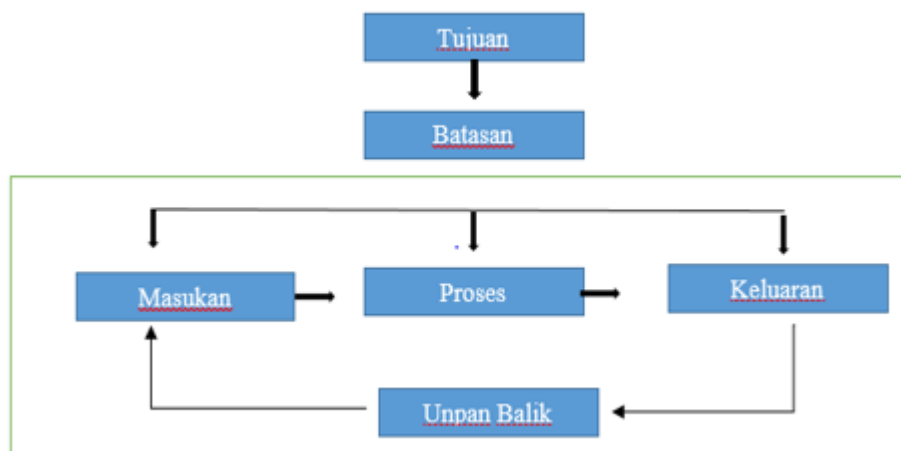 Tujuan
Batasan
Masukan
Proses
Keluaran
Unpan Balik